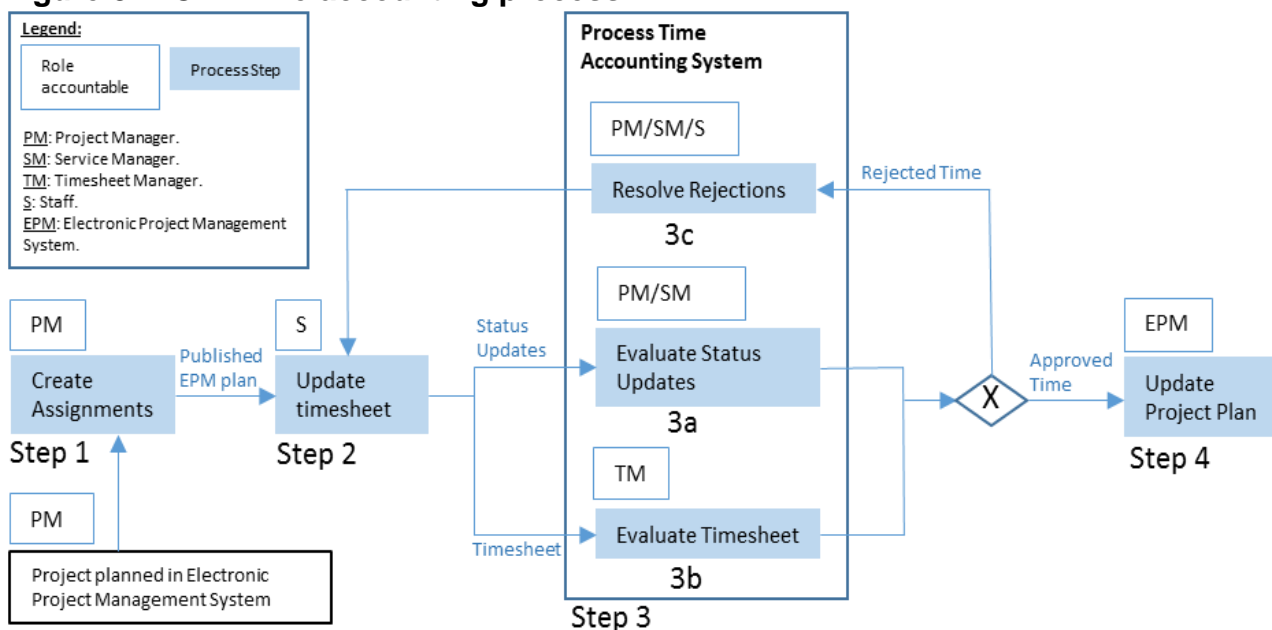 Legend:
Role
accountable
Process Step
PM: Project Manager.
SM: Service Manager.
TM: Timesheet Manager.
S: Staff.
EPM: Electronic Project Management
System.
Process Time
Accounting System
PM/SM/S
Resolve Rejections
3c
Rejected Time
PM/SM
Evaluate Status
Updates
3a
TM
Evaluate Timesheet
3b
Step 3
PM
Create
Assignments
Step 1
Published
EPM plan
S
Update
timesheet
Step 2
Status
Updates
Timesheet
X
Approved
Time
EPM
Update
Project Plan
Step 4
PM
Project planned in Electronic
Project Management System